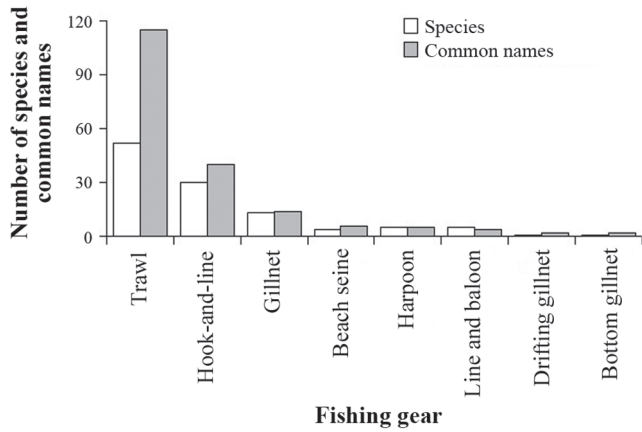 Number of species and
common names
120
90
60
30
0
Species
Common names
Trawl
Hook-and-line
Gillnet
Beach seine
Harpoon
Line and baloon
Drifting gillnet
Bottom gillnet
Fishing gear